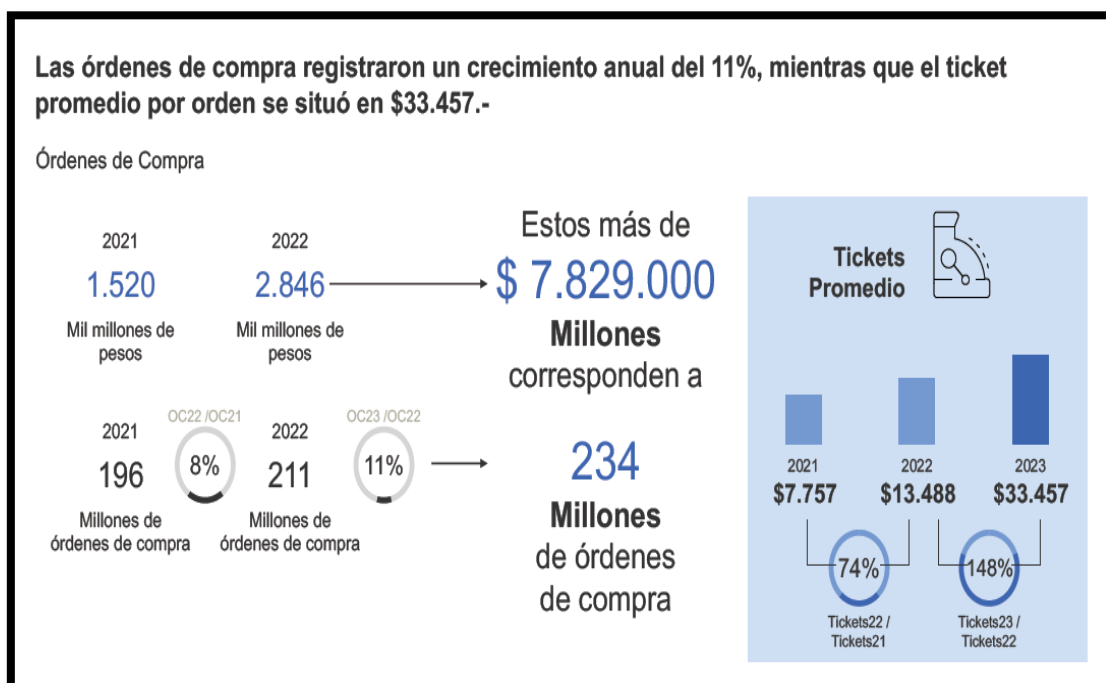 Las órdenes de compra registraron un crecimiento anual del 11%, mientras que el ticket
promedio por orden se situó en $33.457.-
Órdenes de Compra
2021
1.520
Mil millones de
pesos
2022
2.846
Mil millones de
pesos
Estos más de
$ 7.829.000
Millones
corresponden a
2021
196
Millones de
órdenes de compra
OC22 /OC21
8%
2022
211
Millones de
órdenes de compra
OC23 /OC22
11%
234
Millones
de órdenes
de compra
Tickets
Promedio
2021
$7.757
2022
$13.488
2023
$33.457
74%
Tickets22 /
Tickets21
148%
Tickets23 /
Tickets22